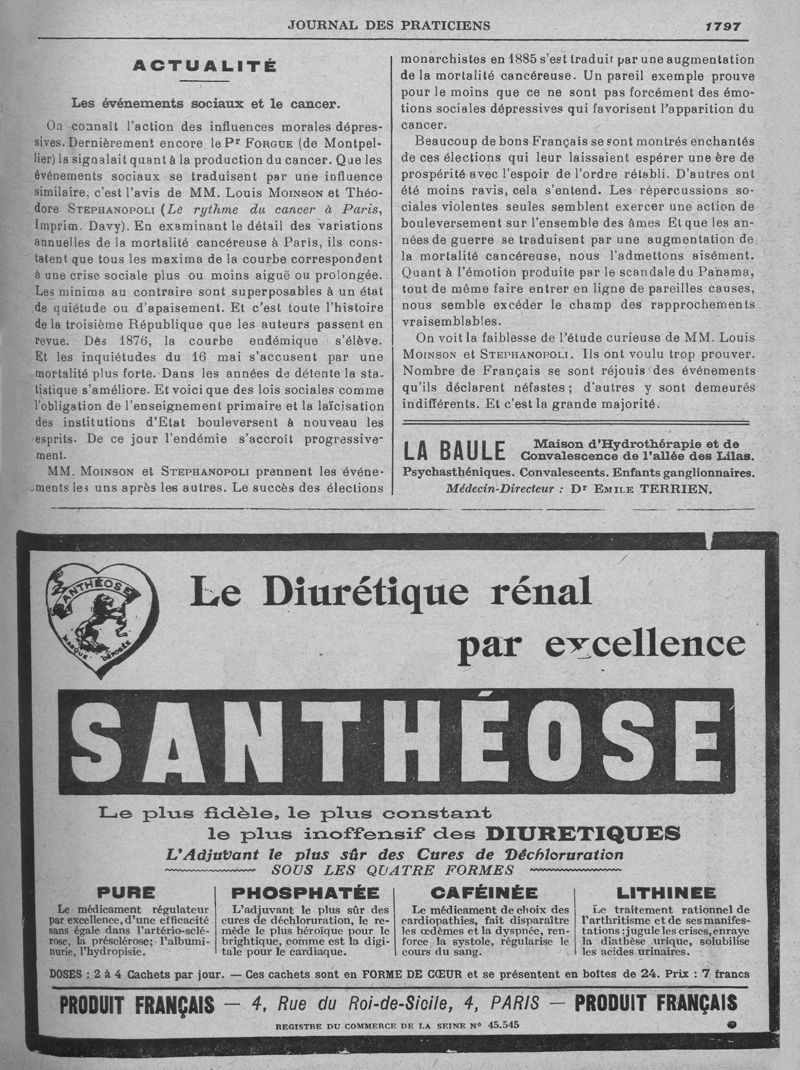 JOURNAL DES PRATICIENS 1797
ACTUALITÉ
Les événements sociaux et le cancer.
On connait l'action des influences morales dépres-
sives. Dernièrement encore le Pr FORGUE (de Montpel-
lier) la signalait quant à la production du cancer. Que les
événements sociaux se traduisent par une influence
similaire, c'est l'avis de MM. Louis MOINSON et Théo-
dore STEPHANOPOLI (Le rythme du cancer à Paris,
Imprim. Davy). En examinant le détail des variations
annuelles de la mortalité cancéreuse à Paris, ils cons-
tatent que tous les maxima de la courbe correspondent
à une crise sociale plus ou moins aiguë ou prolongée.
Les minima au contraire sont superposables à un état
de quiétude ou d'apaisement. Et c'est toute l'histoire
de la troisième République que les auteurs passent en
revue. Dès 1876, la courbe endémique s'élève.
Et les inquiétudes du 16 mai s'accusent par une
mortalité plus forte. Dans les années de détente la sta-
tistique s'améliore. Et voici que des lois sociales comme
l'obligation de l'enseignement primaire et la laïcisation
des institutions d'Etat bouleversent à nouveau les
esprits. De ce jour l'endémie s'accroit progressive-
ment.
MM. MOINSON et STEPHANOPOLI prennent les événe-
ments les uns après les autres. Le succès des élections
monarchistes en 1885 s'est traduit par une augmentation
de la mortalité cancéreuse. Un pareil exemple prouve
pour le moins que ce ne sont pas forcément des émo-
tions sociales dépressives qui favorisent l'apparition du
cancer.
Beaucoup de bons Français se sont montrés enchantés
de ces élections qui leur laissaient espérer une ère de
prospérité avec l'espoir de l'ordre rétabli. D'autres ont
été moins ravis, cela s'entend. Les répercussions so-
ciales violentes seules semblent exercer une action de
bouleversement sur l'ensemble des âmes Et que les an-
nées de guerre se traduisent par une augmentation de
la mortalité cancéreuse, nous l'admettons aisément.
Quant à l'émotion produite par le scandale du Panama,
tout de même faire entrer en ligne de pareilles causes,
nous semble excéder le champ des rapprochements
vraisemblables.
On voit la faiblesse de l'étude curieuse de MM. Louis
MOINSON et STEPHANOPOLI. Ils ont voulu trop prouver.
Nombre de Français se sont réjouis des événements
qu'ils déclarent néfastes ; d'autres y sont demeurés
indifférents. Et c'est la grande majorité.
LA BAULE Maison d'Hydrothérapie et de
Convalescence de l'allée des Lilas.
Psychasthéniques. Convalescents. Enfants ganglionnaires.
Médecin-Directeur : Dr EMILE TERRIEN.
SANTHÉOSE
MARQUE DÉPOSÉE
Le Diurétique rénal
par excellence
SANTHÉOSE
Le plus fidèle, le plus constant
le plus inoffensif des DIURETIQUES
L'Adjuvant le plus sûr des Cures de Déchloruration
SOUS LES QUATRE FORMES
PURE
Le médicament régulateur
par excellence, d'une efficacité
sans égale dans l'artério-sclé-
rose, la présclérose; l'albumi-
nurie, l'hydropisie.
PHOSPHATÉE
L'adjuvant le plus sûr des
cures de déchloruration, le re-
mède le plus héroïque pour le
brightique, comme est la digi-
tale pour le cardiaque.
CAFÉINÉE
Le médicament de choix des
cardiopathies, fait disparaître
les œdèmes et la dyspnée, ren-
force la systole, régularise le
cours du sang.
LITHINEE
Le traitement rationnel de
l'arthritisme et de ses manifes-
tations; jugule les crises, enraye
la diathèse urique, solubilise
les acides urinaires.
DOSES : 2 à 4 Cachets par jour. — Ces cachets sont en FORME DE CŒUR et se présentent en boîtes de 24. Prix : 7 francs
PRODUIT FRANÇAIS — 4, Rue du Roi-de-Sicile, 4, PARIS — PRODUIT FRANÇAIS
REGISTRE DU COMMERCE DE LA SEINE N° 45.545